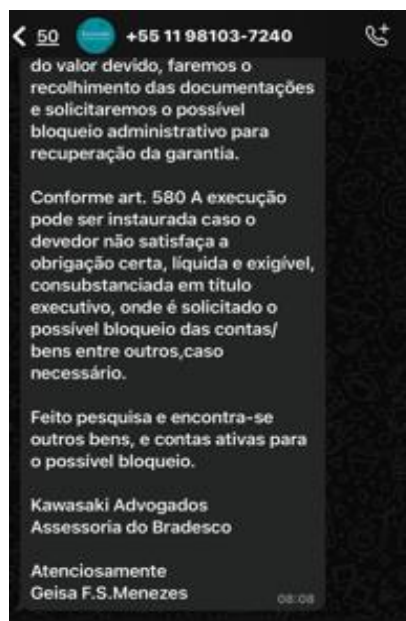 50 +55 11 98103-7240
do valor devido, faremos o
recolhimento das documentações
e solicitaremos o possível
bloqueio administrativo para
recuperação da garantia.
Conforme art. 580 A execução
pode ser instaurada caso o
devedor não satisfaça a
obrigação certa, líquida e exigível,
consubstanciada em título
executivo, onde é solicitado o
possível bloqueio das contas/
bens entre outros,caso
necessário.
Feito pesquisa e encontra-se
outros bens, e contas ativas para
o possível bloqueio.
Kawasaki Advogados
Assessoria do Bradesco
Atenciosamente
Geisa F.S.Menezes 08:08